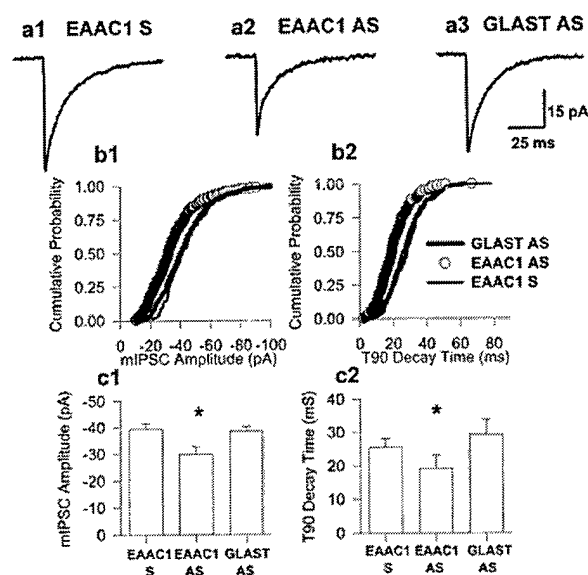 a1 EAAC1 S
a2 EAAC1 AS
a3 GLAST AS
15 pA
25 ms
b1
Cumulative Probability
1.00
0.75
0.50
0.25
0.00
0 -20 -40 -60 -80 -100
mIPSC Amplitude (pA)
b2
Cumulative Probability
1.00
0.75
0.50
0.25
0.00
0 20 40 60 80
T90 Decay Time (ms)
GLAST AS
EAAC1 AS
EAAC1 S
c1
mIPSC Amplitude (pA)
-50
-40
-30
-20
-10
0
*
EAAC1 EAAC1 GLAST
S AS AS
c2
T90 Decay Time (mS)
40
30
20
10
0
*
EAAC1 EAAC1 GLAST
S AS AS